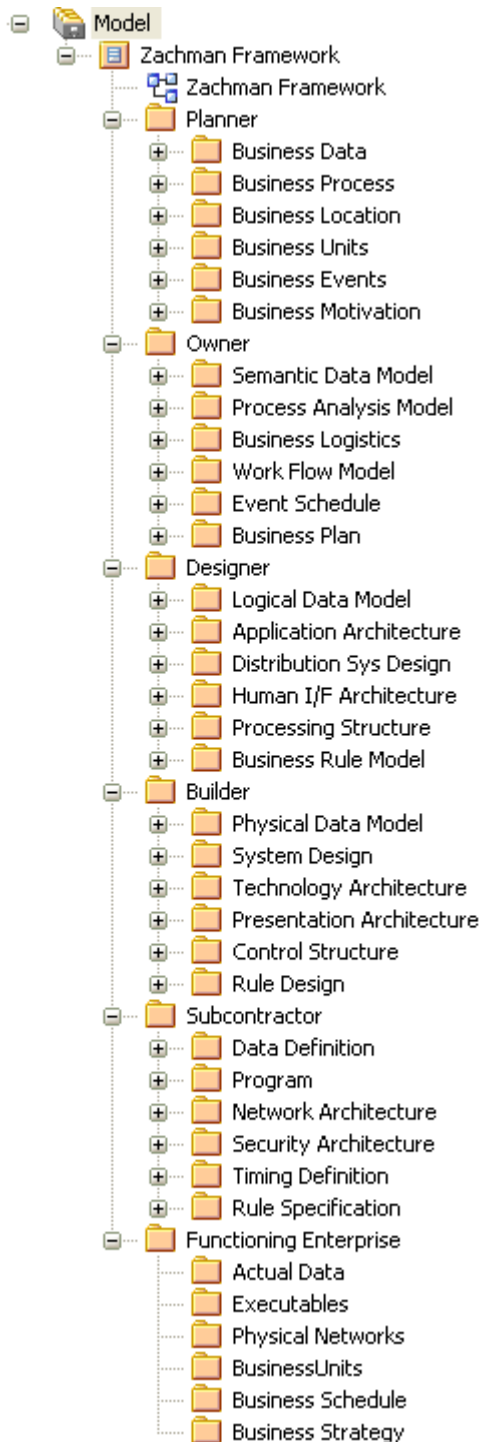 Model
Zachman Framework
Zachman Framework
Planner
Business Data
Business Process
Business Location
Business Units
Business Events
Business Motivation
Owner
Semantic Data Model
Process Analysis Model
Business Logistics
Work Flow Model
Event Schedule
Business Plan
Designer
Logical Data Model
Application Architecture
Distribution Sys Design
Human I/F Architecture
Processing Structure
Business Rule Model
Builder
Physical Data Model
System Design
Technology Architecture
Presentation Architecture
Control Structure
Rule Design
Subcontractor
Data Definition
Program
Network Architecture
Security Architecture
Timing Definition
Rule Specification
Functioning Enterprise
Actual Data
Executables
Physical Networks
BusinessUnits
Business Schedule
Business Strategy